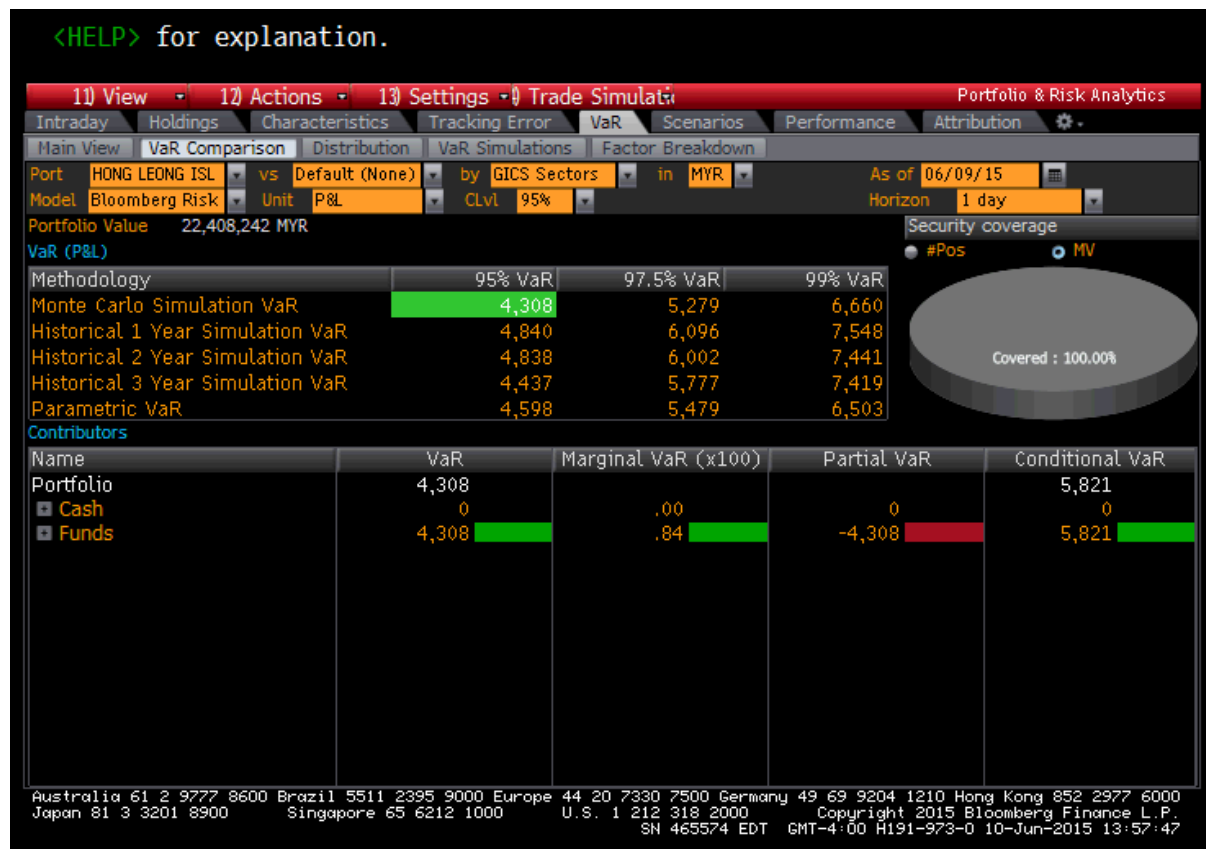 <HELP> for explanation.
11) View 12) Actions 13) Settings Trade Simulati Portfolio & Risk Analytics
Intraday Holdings Characteristics Tracking Error VaR Scenarios Performance Attribution
Main View VaR Comparison Distribution VaR Simulations Factor Breakdown
Port HONG LEONG ISL vs Default (None) by GICS Sectors in MYR As of 06/09/15
Model Bloomberg Risk Unit P&L CLvl 95% Horizon 1 day
Portfolio Value 22,408,242 MYR Security coverage
VaR (P&L) #Pos MV
Methodology 95% VaR 97.5% VaR 99% VaR
Monte Carlo Simulation VaR 4,308 5,279 6,660
Historical 1 Year Simulation VaR 4,840 6,096 7,548
Historical 2 Year Simulation VaR 4,838 6,002 7,441 Covered : 100.00%
Historical 3 Year Simulation VaR 4,437 5,777 7,419
Parametric VaR 4,598 5,479 6,503
Contributors
Name VaR Marginal VaR (x100) Partial VaR Conditional VaR
Portfolio 4,308 5,821
Cash 0 .00 0 0
Funds 4,308 .84 -4,308 5,821
Australia 61 2 9777 8600 Brazil 5511 2395 9000 Europe 44 20 7330 7500 Germany 49 69 9204 1210 Hong Kong 852 2977 6000
Japan 81 3 3201 8900 Singapore 65 6212 1000 U.S. 1 212 318 2000 Copyright 2015 Bloomberg Finance L.P.
SN 465574 EDT GMT-4:00 H191-973-0 10-Jun-2015 13:57:47